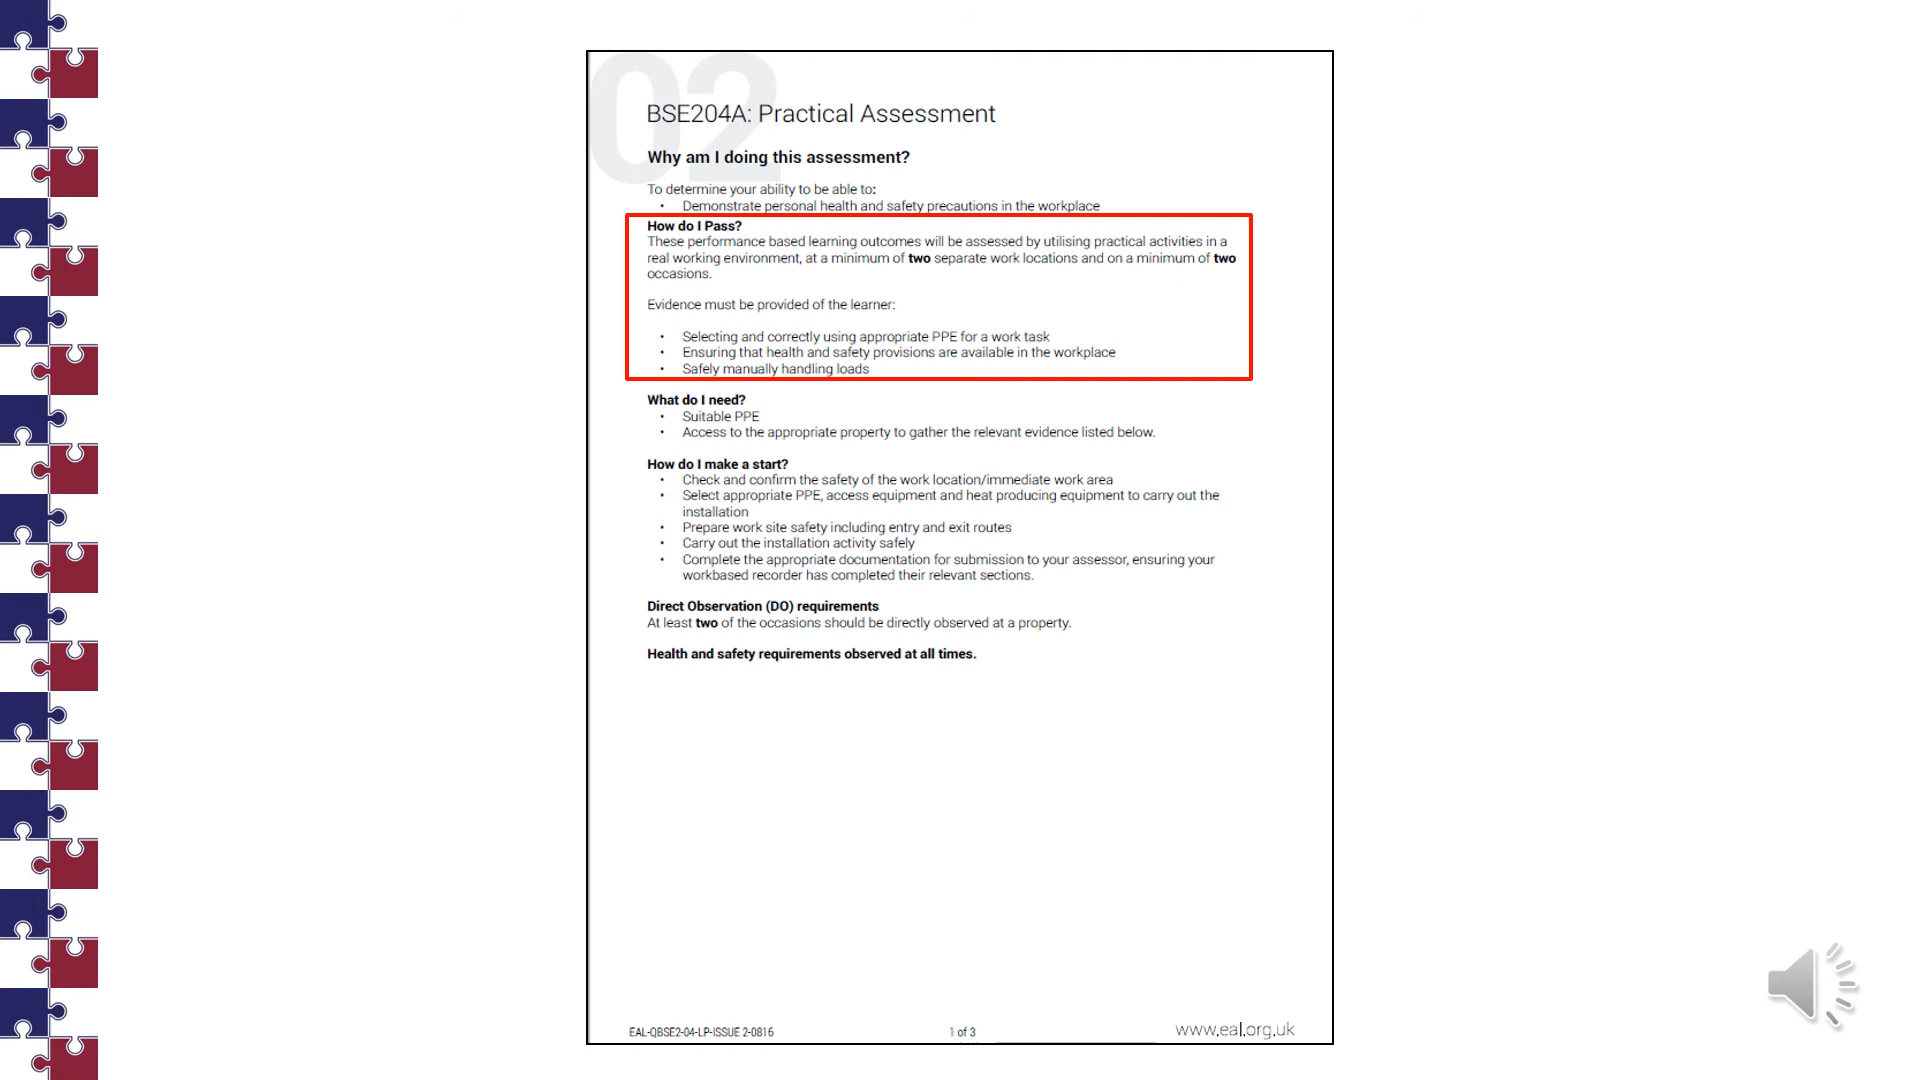 02
BSE204A: Practical Assessment
Why am I doing this assessment?
To determine your ability to be able to:
• Demonstrate personal health and safety precautions in the workplace
How do I Pass?
These performance based learning outcomes will be assessed by utilising practical activities in a
real working environment, at a minimum of two separate work locations and on a minimum of two
occasions.
Evidence must be provided of the learner:
• Selecting and correctly using appropriate PPE for a work task
• Ensuring that health and safety provisions are available in the workplace
• Safely manually handling loads
What do I need?
• Suitable PPE
• Access to the appropriate property to gather the relevant evidence listed below.
How do I make a start?
• Check and confirm the safety of the work location/immediate work area
• Select appropriate PPE, access equipment and heat producing equipment to carry out the
installation
• Prepare work site safety including entry and exit routes
• Carry out the installation activity safely
• Complete the appropriate documentation for submission to your assessor, ensuring your
workbased recorder has completed their relevant sections.
Direct Observation (DO) requirements
At least two of the occasions should be directly observed at a property.
Health and safety requirements observed at all times.
EAL-QBSE2-04-LP-ISSUE 2-0816
1 of 3
www.eal.org.uk